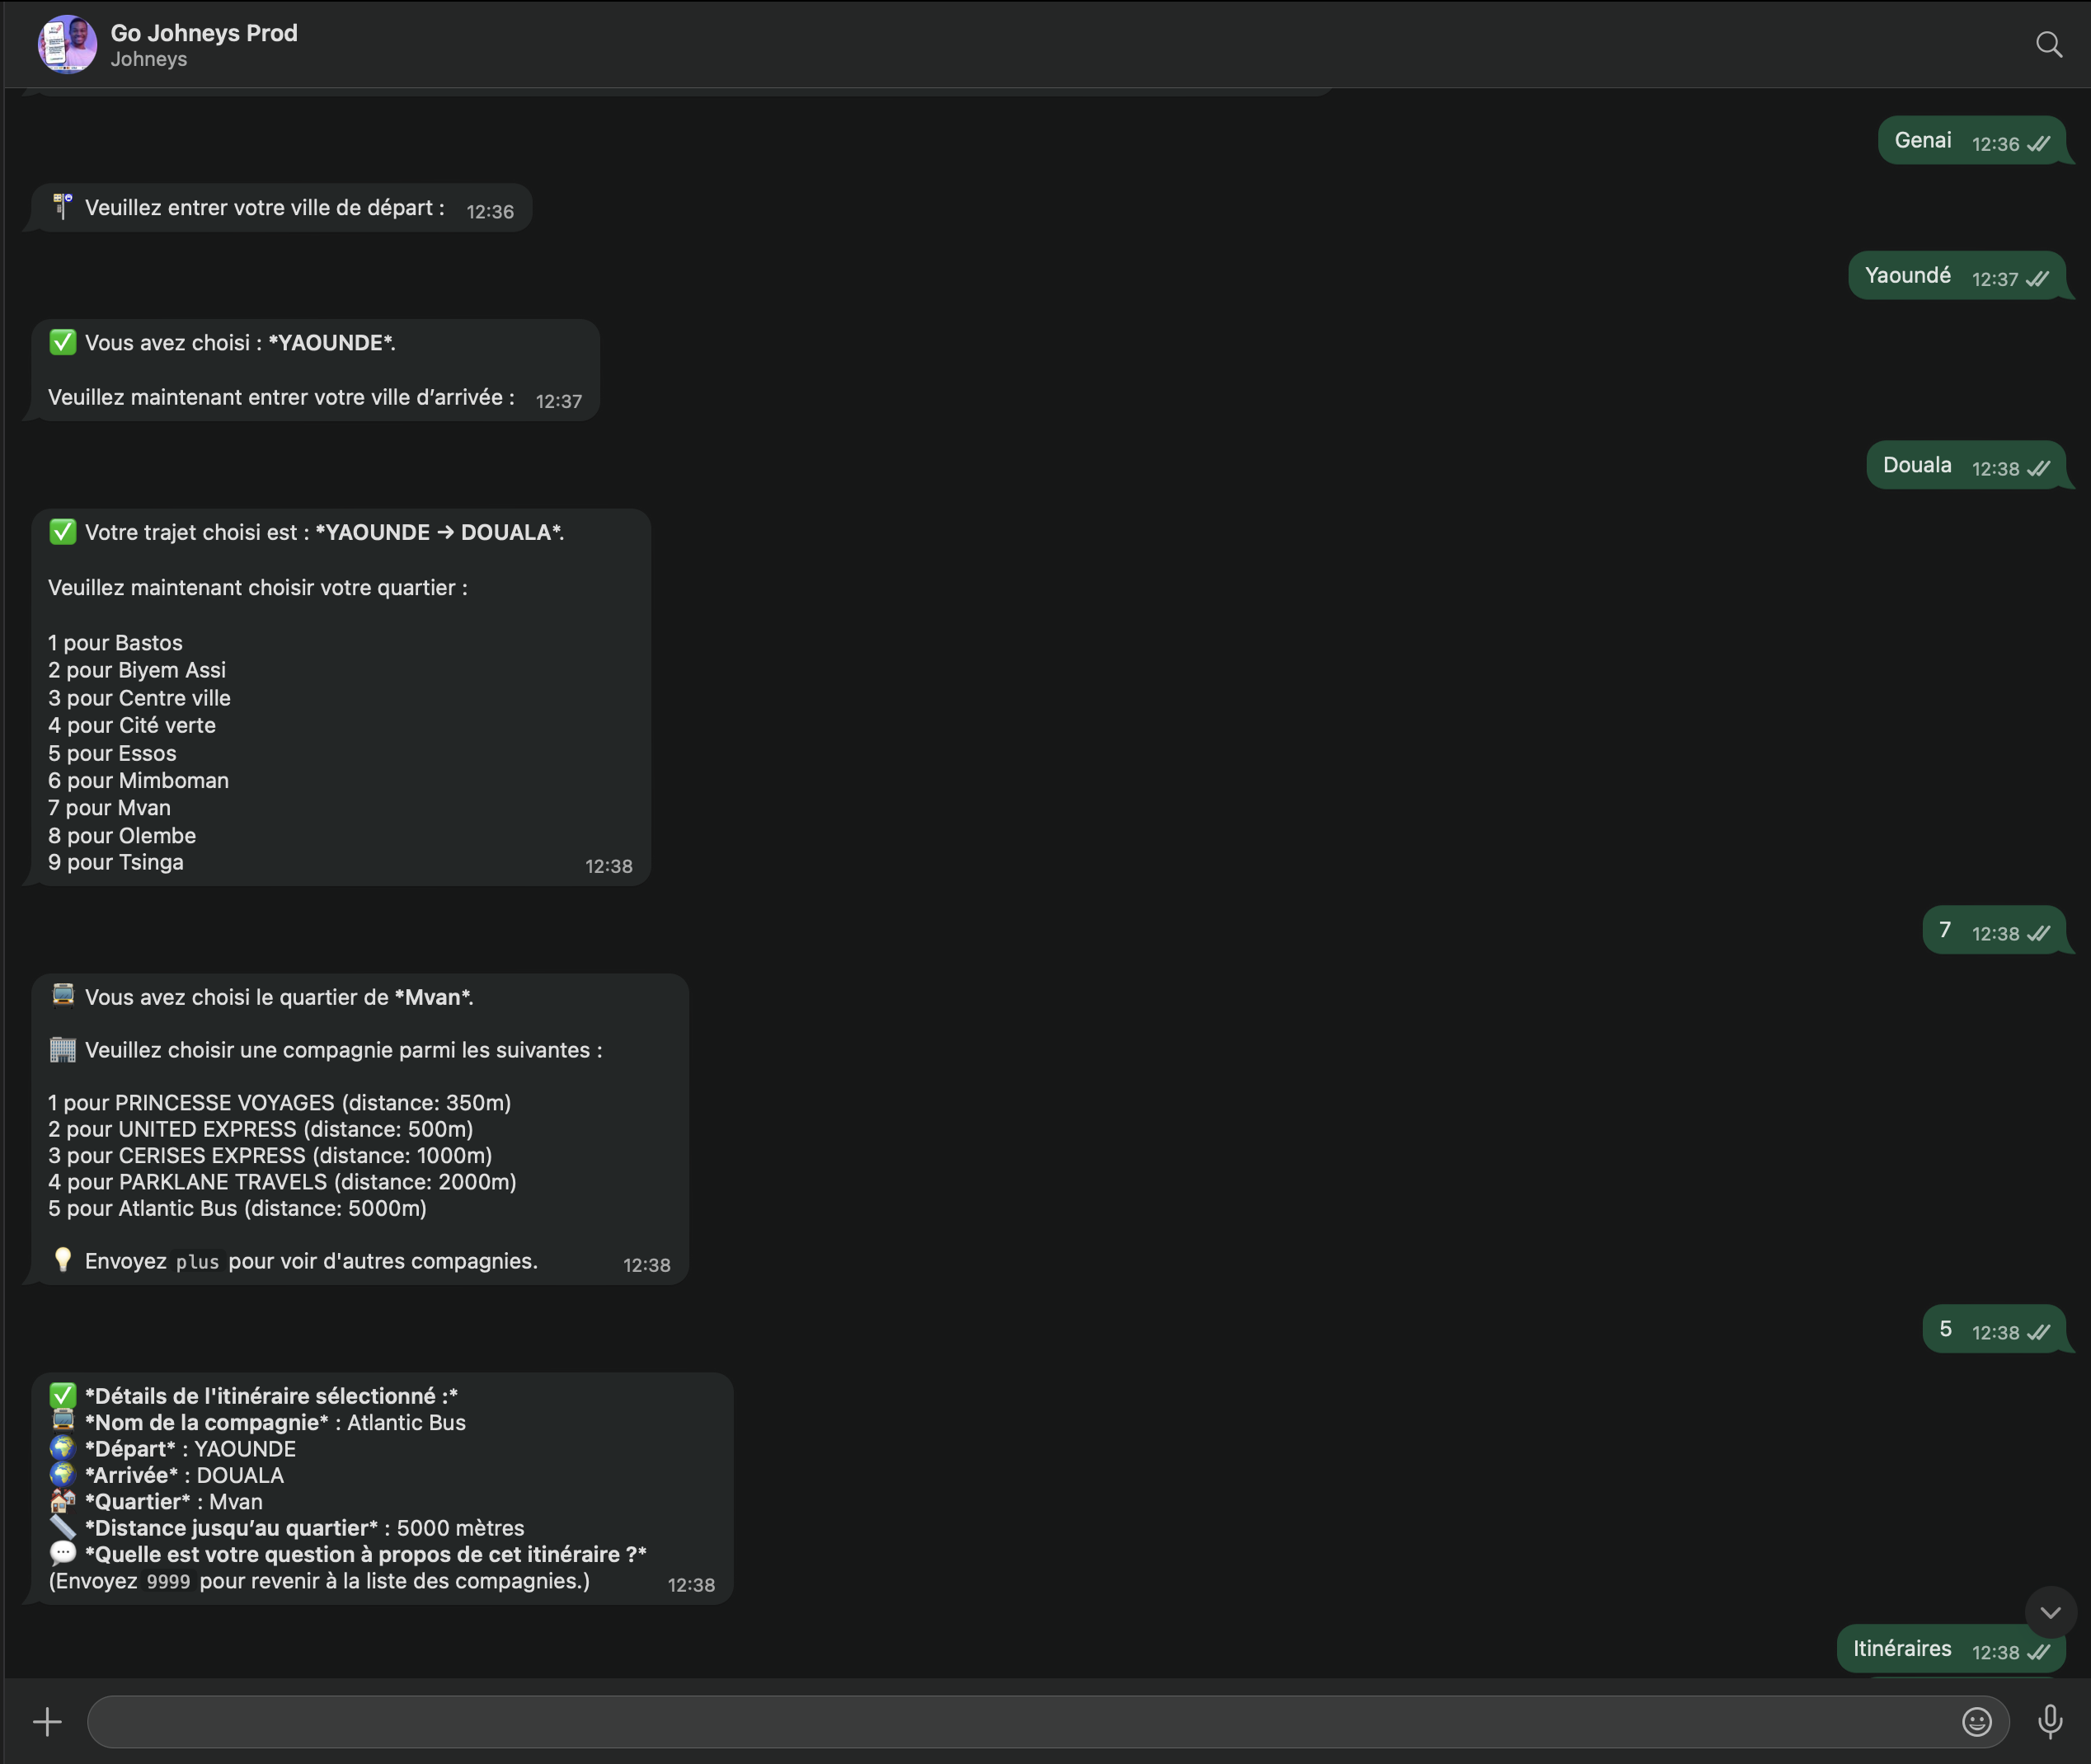 Go Johneys Prod
Johneys
Genai 12:36
Veuillez entrer votre ville de départ : 12:36
Yaoundé 12:37
Vous avez choisi : *YAOUNDE*.
Veuillez maintenant entrer votre ville d’arrivée : 12:37
Douala 12:38
Votre trajet choisi est : *YAOUNDE → DOUALA*.
Veuillez maintenant choisir votre quartier :
1 pour Bastos
2 pour Biyem Assi
3 pour Centre ville
4 pour Cité verte
5 pour Essos
6 pour Mimboman
7 pour Mvan
8 pour Olembe
9 pour Tsinga 12:38
7 12:38
Vous avez choisi le quartier de *Mvan*.
Veuillez choisir une compagnie parmi les suivantes :
1 pour PRINCESSE VOYAGES (distance: 350m)
2 pour UNITED EXPRESS (distance: 500m)
3 pour CERISES EXPRESS (distance: 1000m)
4 pour PARKLANE TRAVELS (distance: 2000m)
5 pour Atlantic Bus (distance: 5000m)
Envoyez plus pour voir d'autres compagnies. 12:38
5 12:38
*Détails de l'itinéraire sélectionné :*
*Nom de la compagnie* : Atlantic Bus
*Départ* : YAOUNDE
*Arrivée* : DOUALA
*Quartier* : Mvan
*Distance jusqu’au quartier* : 5000 mètres
*Quelle est votre question à propos de cet itinéraire ?*
(Envoyez 9999 pour revenir à la liste des compagnies.) 12:38
Itinéraires 12:38